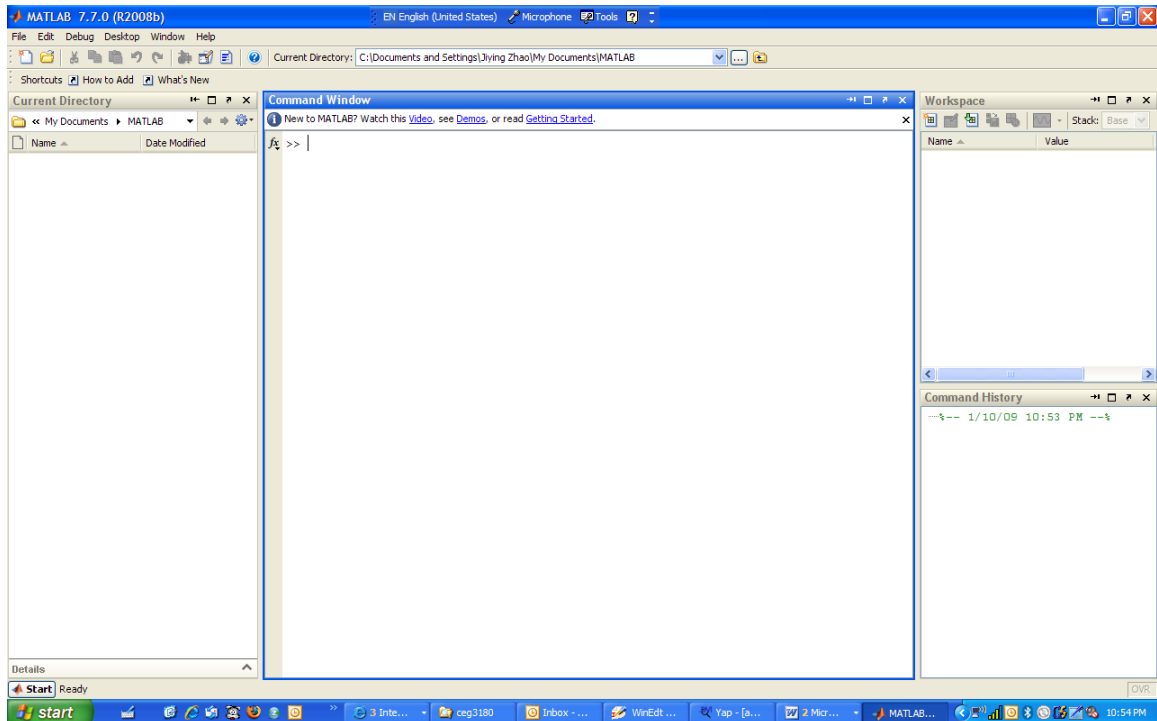 MATLAB 7.7.0 (R2008b)
EN English (United States) Microphone Tools
File Edit Debug Desktop Window Help
Current Directory: C:\Documents and Settings\Jiying Zhao\My Documents\MATLAB
Shortcuts How to Add What's New
Current Directory
« My Documents MATLAB
Name Date Modified
Details
Command Window
New to MATLAB? Watch this Video, see Demos, or read Getting Started.
fx >>
Workspace
Stack: Base
Name Value
Command History
%-- 1/10/09 10:53 PM --%
Start Ready
OVR
start 3 Inte... ceg3180 Inbox - ... WinEdt ... Yap - [a... 2 Micr... MATLAB... 10:54 PM